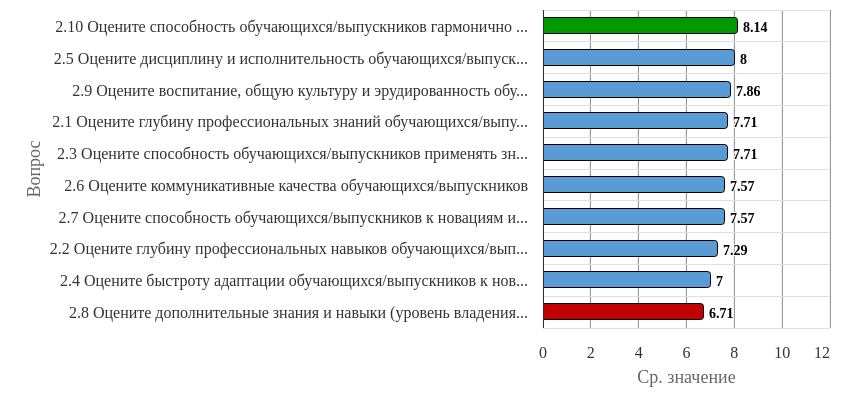 2.10 Оцените способность обучающихся/выпускников гармонично ... 8.14
2.5 Оцените дисциплину и исполнительность обучающихся/выпуск... 8
2.9 Оцените воспитание, общую культуру и эрудированность обу... 7.86
2.1 Оцените глубину профессиональных знаний обучающихся/выпу... 7.71
2.3 Оцените способность обучающихся/выпускников применять зн... 7.71
2.6 Оцените коммуникативные качества обучающихся/выпускников 7.57
2.7 Оцените способность обучающихся/выпускников к новациям и... 7.57
2.2 Оцените глубину профессиональных навыков обучающихся/вып... 7.29
2.4 Оцените быстроту адаптации обучающихся/выпускников к нов... 7
2.8 Оцените дополнительные знания и навыки (уровень владения... 6.71
Вопрос
0 2 4 6 8 10 12
Ср. значение